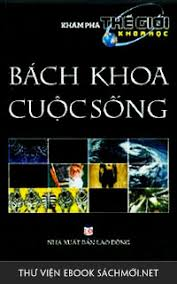 KHÁM PHÁ THẾ GIỚI
KHOA HỌC
BÁCH KHOA
CUỘC SỐNG
NHÀ XUẤT BẢN LAO ĐỘNG
THƯ VIỆN EBOOK SÁCHMỚI.NET